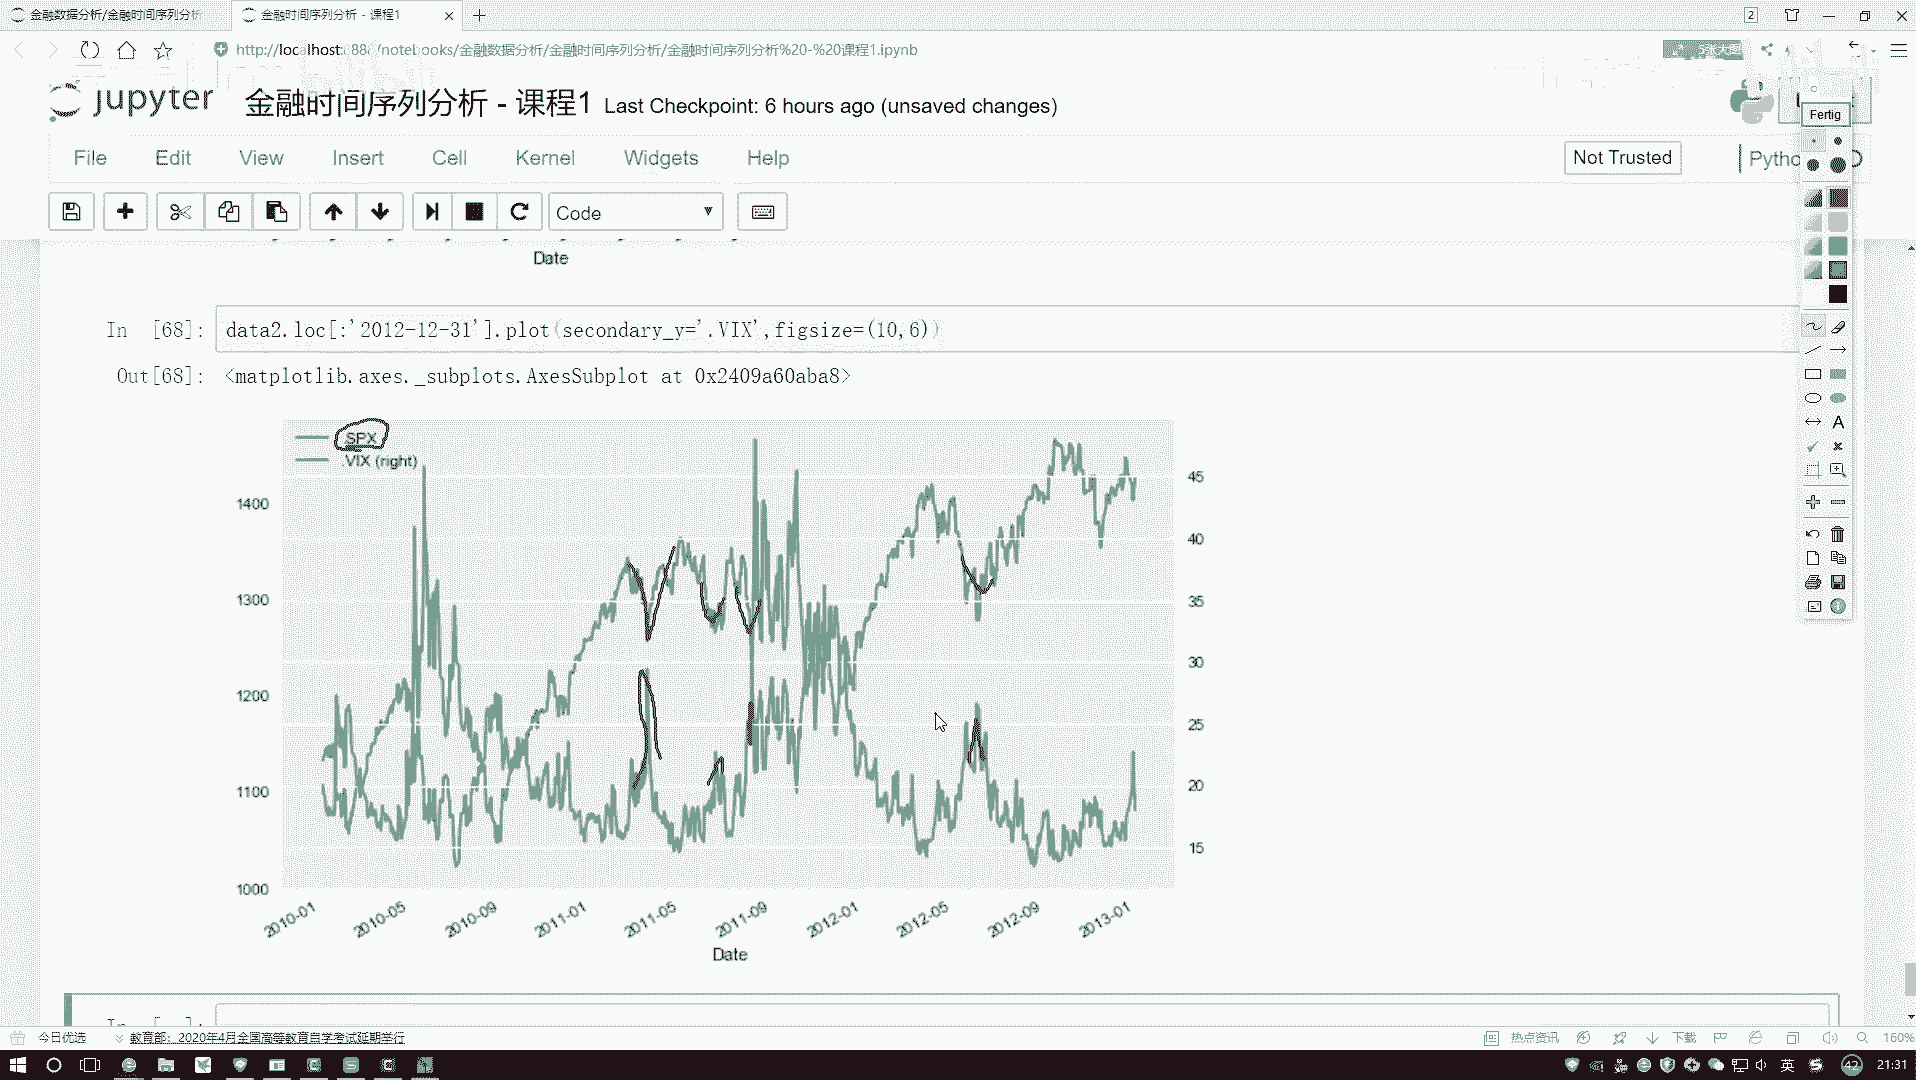 金融数据分析/金融时间序列分析
金融时间序列分析 - 课程1
2
http://localhost:888/notebooks/金融数据分析/金融时间序列分析/金融时间序列分析%20-%20课程1.ipynb
5张大图
jupyter 金融时间序列分析 - 课程1 Last Checkpoint: 6 hours ago (unsaved changes)
Fertig
File Edit View Insert Cell Kernel Widgets Help
Not Trusted
Code
Date
In [68]: data2.loc[:'2012-12-31'].plot(secondary_y='.VIX',figsize=(10,6))
Out[68]: <matplotlib.axes._subplots.AxesSubplot at 0x2409a60aba8>
SPX
.VIX (right)
1400
1300
1200
1100
1000
45
40
35
30
25
20
15
2010-01 2010-05 2010-09 2011-01 2011-05 2011-09 2012-01 2012-05 2012-09 2013-01
Date
今日优选
教育部：2020年4月全国高等教育自学考试延期举行
热点资讯
下载
160%
英
42
21:31